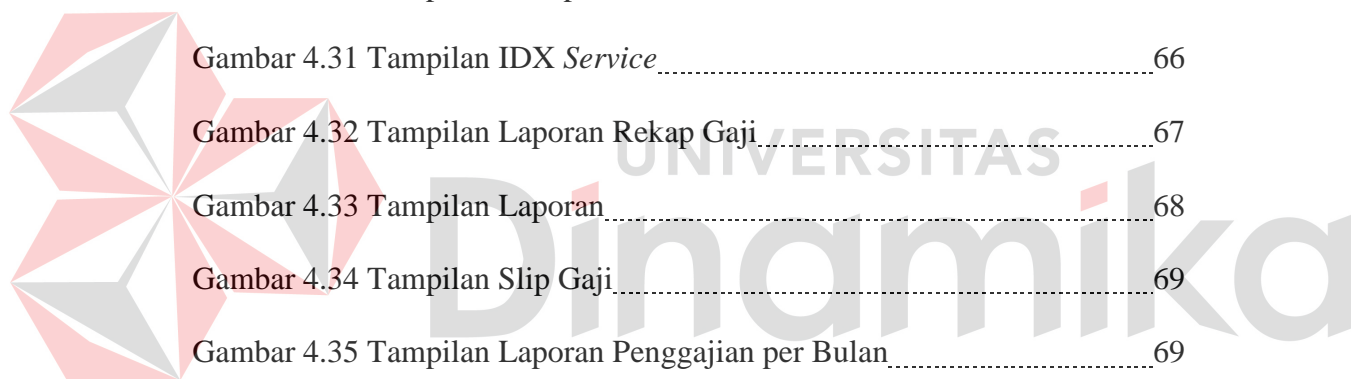 Gambar 4.31 Tampilan IDX Service 66
Gambar 4.32 Tampilan Laporan Rekap Gaji 67
UNIVERSITAS
Gambar 4.33 Tampilan Laporan 68
Dinamika
Gambar 4.34 Tampilan Slip Gaji 69
Gambar 4.35 Tampilan Laporan Penggajian per Bulan 69